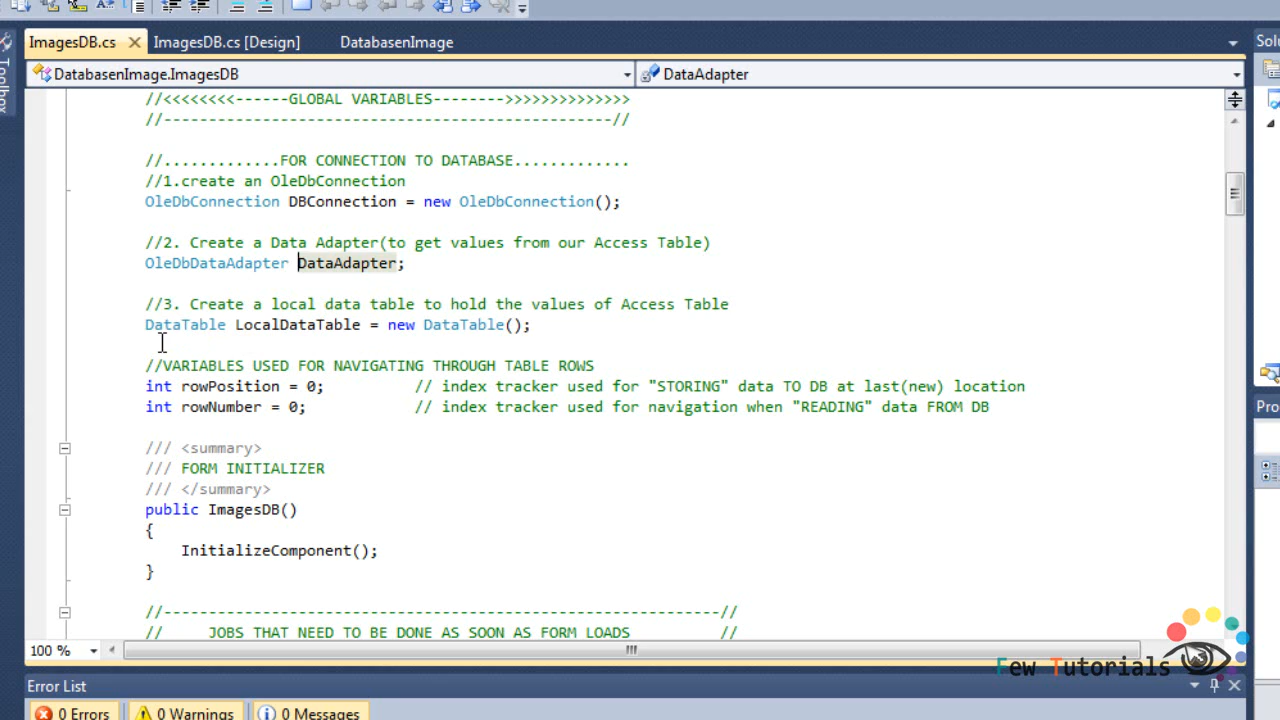 ImagesDB.cs
ImagesDB.cs [Design]
DatabasenImage
Solu
Toolbox
DatabasenImage.ImagesDB
DataAdapter
//<<<<<<<<------GLOBAL VARIABLES-------->>>>>>>>>>>>>>
//--------------------------------------------------//
//.............FOR CONNECTION TO DATABASE.............
//1.create an OleDbConnection
OleDbConnection DBConnection = new OleDbConnection();
//2. Create a Data Adapter(to get values from our Access Table)
OleDbDataAdapter DataAdapter;
//3. Create a local data table to hold the values of Access Table
DataTable LocalDataTable = new DataTable();
//VARIABLES USED FOR NAVIGATING THROUGH TABLE ROWS
int rowPosition = 0; // index tracker used for "STORING" data TO DB at last(new) location
int rowNumber = 0; // index tracker used for navigation when "READING" data FROM DB
Pro
/// <summary>
/// FORM INITIALIZER
/// </summary>
public ImagesDB()
{
InitializeComponent();
}
//--------------------------------------------------------------//
// JOBS THAT NEED TO BE DONE AS SOON AS FORM LOADS //
100 %
Few Tutorials
Error List
0 Errors
0 Warnings
0 Messages